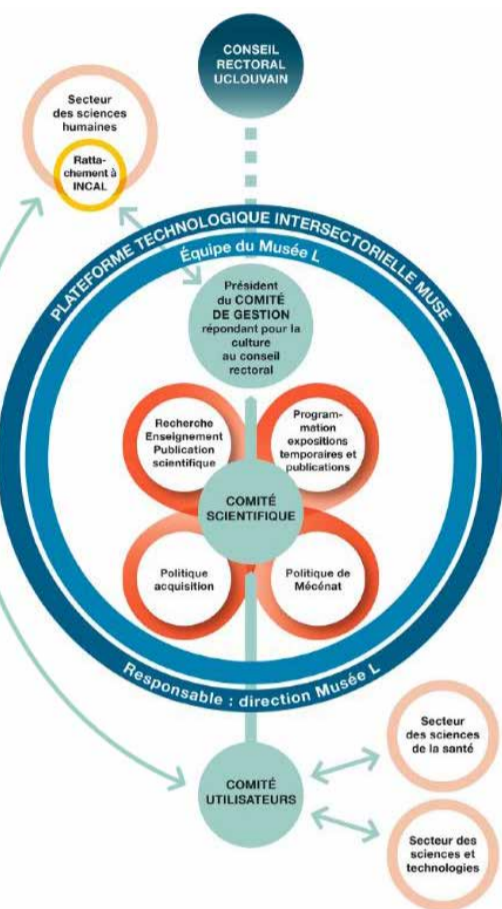 CONSEIL
RECTORAL
UCLOUVAIN
Secteur
des sciences
humaines
Ratta-
chement à
INCAL
PLATEFORME TECHNOLOGIQUE INTERSECTORIELLE MUSE
Équipe du Musée L
Président
du COMITÉ
DE GESTION
répondant pour la
culture
au conseil
rectoral
Recherche
Enseignement
Publication
scientifique
Program-
mation
expositions
temporaires et
publications
COMITÉ
SCIENTIFIQUE
Politique
acquisition
Politique de
Mécénat
Responsable : direction Musée L
COMITÉ
UTILISATEURS
Secteur
des sciences
de la santé
Secteur des
sciences et
technologies